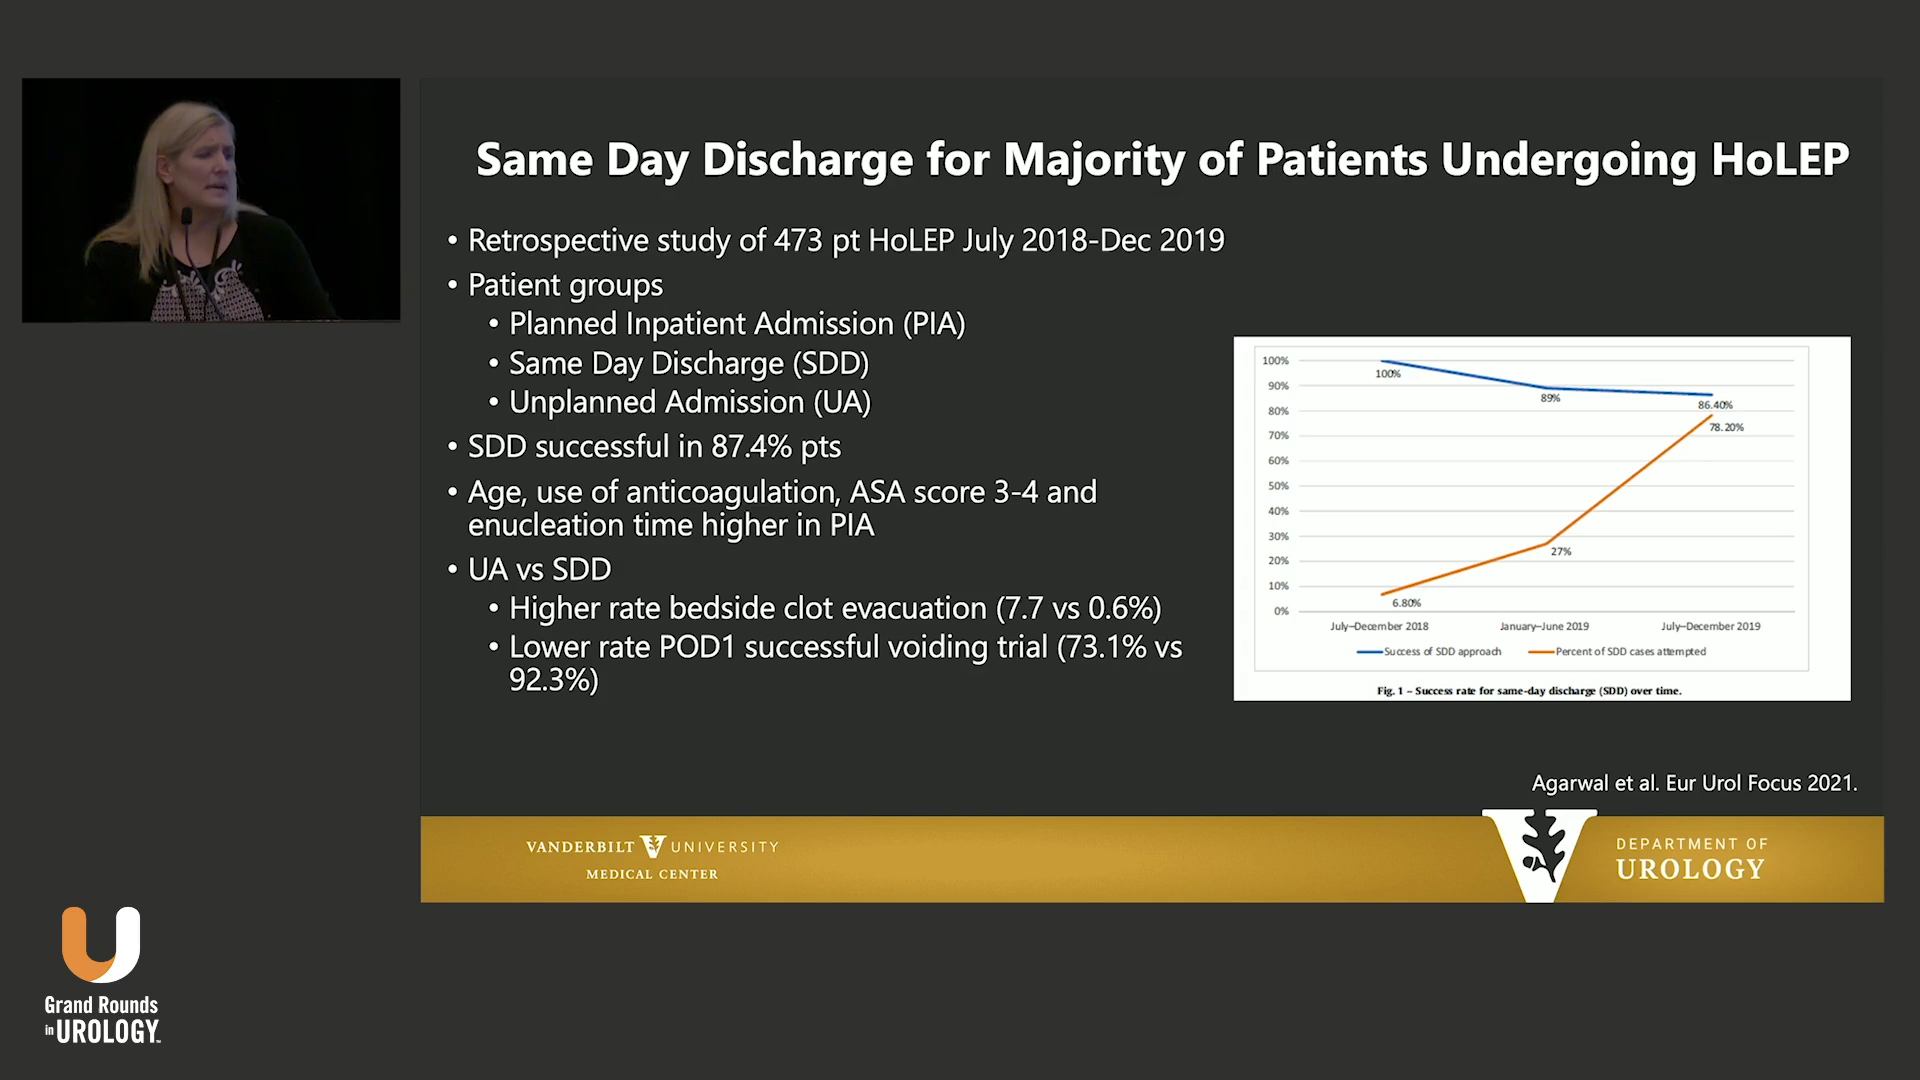 Same Day Discharge for Majority of Patients Undergoing HoLEP
• Retrospective study of 473 pt HoLEP July 2018-Dec 2019
• Patient groups
• Planned Inpatient Admission (PIA)
• Same Day Discharge (SDD)
• Unplanned Admission (UA)
• SDD successful in 87.4% pts
• Age, use of anticoagulation, ASA score 3-4 and
enucleation time higher in PIA
• UA vs SDD
• Higher rate bedside clot evacuation (7.7 vs 0.6%)
• Lower rate POD1 successful voiding trial (73.1% vs
92.3%)
100%
90%
80%
70%
60%
50%
40%
30%
20%
10%
0%
100%
89%
86.40%
78.20%
27%
6.80%
July–December 2018 January–June 2019 July–December 2019
Success of SDD approach Percent of SDD cases attempted
Fig. 1 – Success rate for same-day discharge (SDD) over time.
Agarwal et al. Eur Urol Focus 2021.
VANDERBILT V UNIVERSITY
MEDICAL CENTER
DEPARTMENT OF
UROLOGY
Grand Rounds
in UROLOGY™